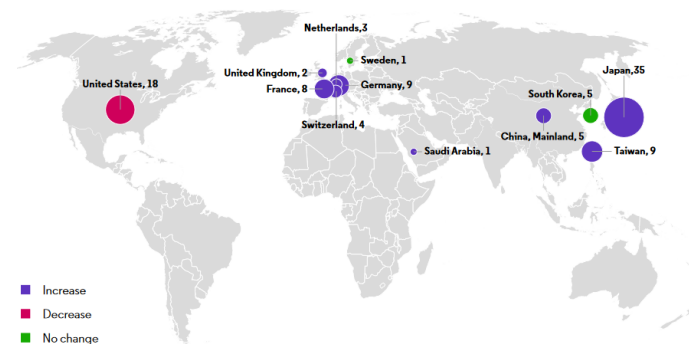 Netherlands,3
Sweden, 1
United Kingdom, 2
Germany, 9
France, 8
Switzerland, 4
United States, 18
Japan,35
South Korea, 5
China, Mainland, 5
Saudi Arabia, 1
Taiwan, 9
Increase
Decrease
No change